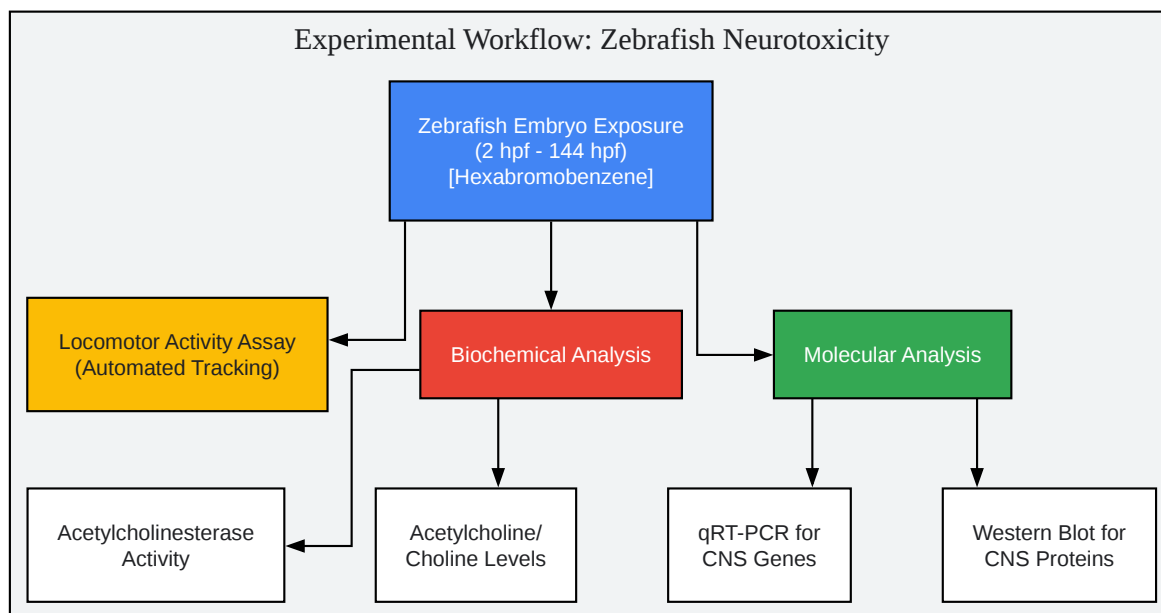 Experimental Workflow: Zebrafish Neurotoxicity
Zebrafish Embryo Exposure
(2 hpf - 144 hpf)
[Hexabromobenzene]
Locomotor Activity Assay
(Automated Tracking)
Biochemical Analysis
Molecular Analysis
Acetylcholinesterase
Activity
Acetylcholine/
Choline Levels
qRT-PCR for
CNS Genes
Western Blot for
CNS Proteins